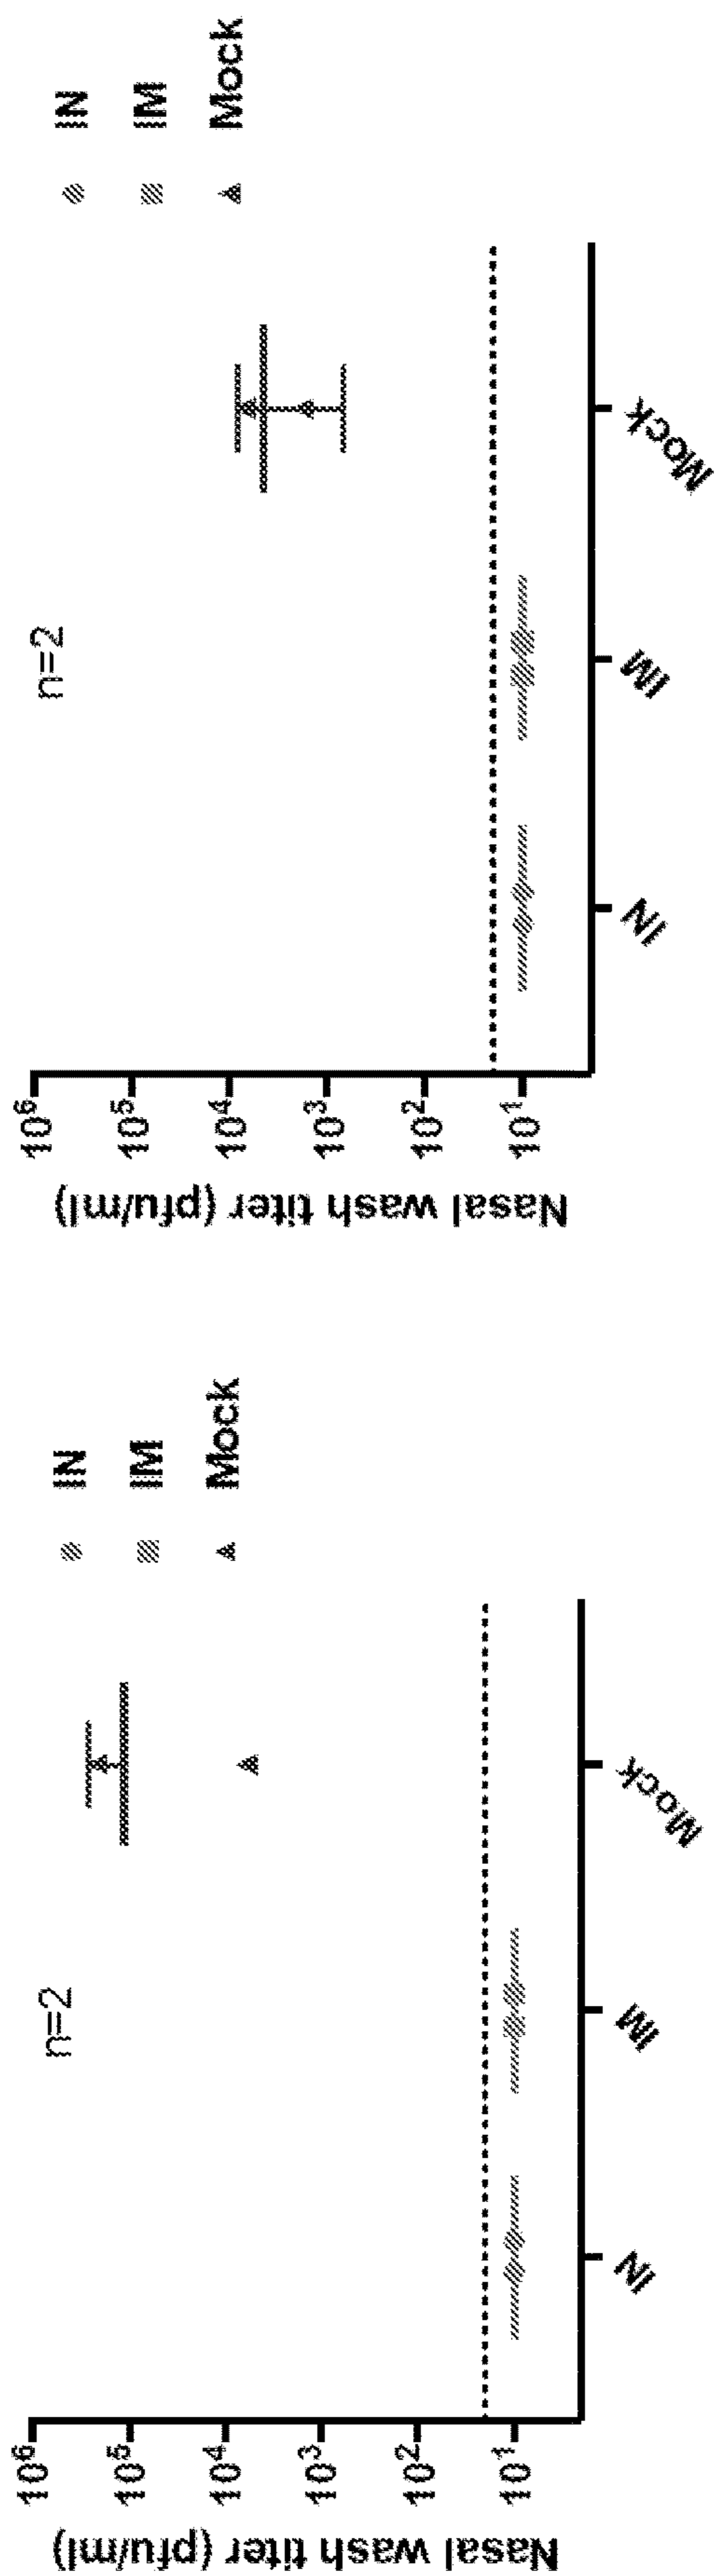 Nasal wash titer (pfu/ml)
10⁶
10⁵
10⁴
10³
10²
10¹
n=2
IN
IM
Mock
IN
IM
Mock
Nasal wash titer (pfu/ml)
10⁶
10⁵
10⁴
10³
10²
10¹
n=2
IN
IM
Mock
IN
IM
Mock